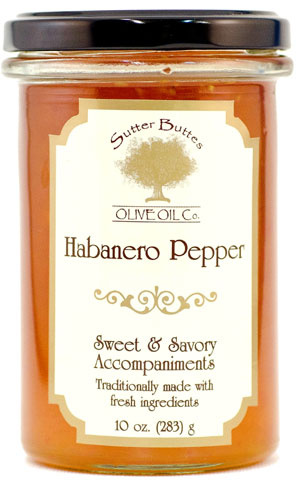 Sutter Buttes
OLIVE OIL Co.
Habanero Pepper
Sweet & Savory
Accompaniments
Traditionally made with
fresh ingredients
10 oz. (283) g